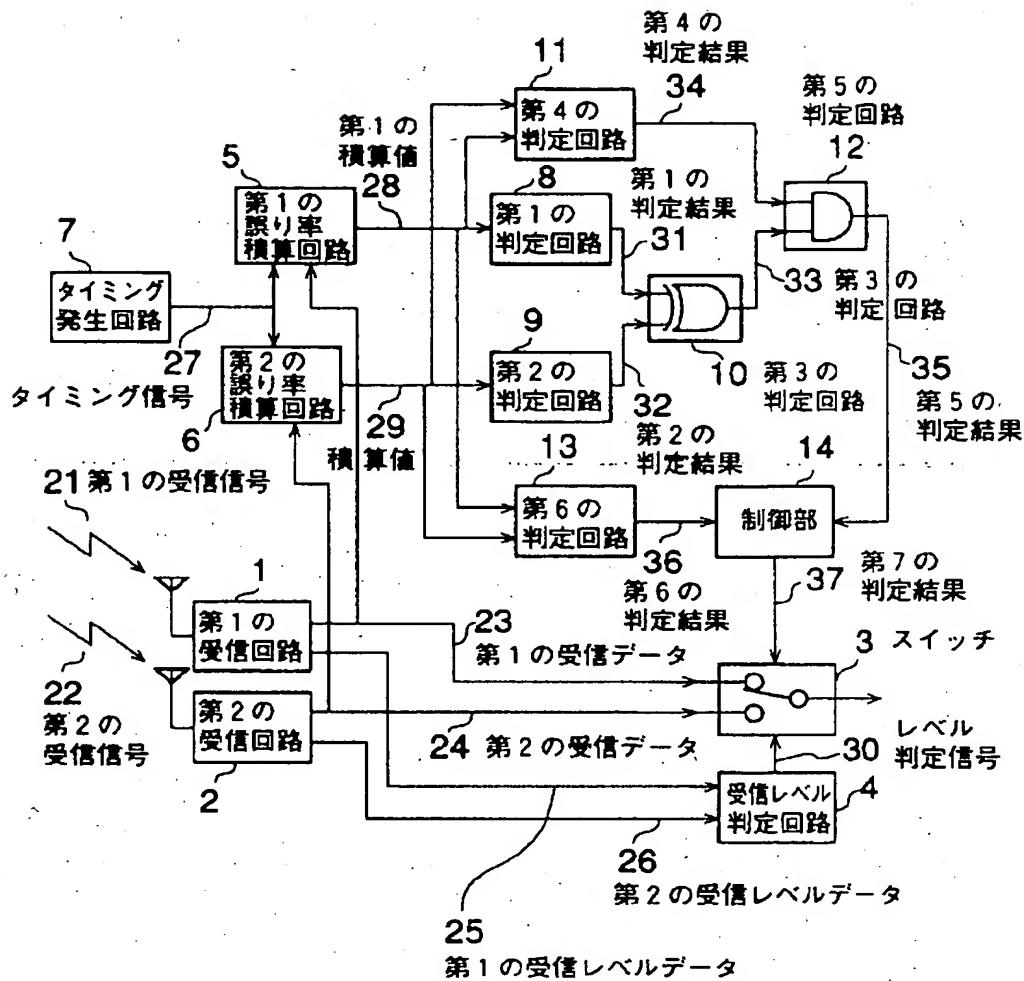 第4の
判定結果
11
34
第5の
判定回路
12
第4の
判定回路
第1の
積算値
5
28
8
第1の
判定結果
第1の
誤り率
積算回路
第1の
判定回路
31
7
33
第3の
判定回路
タイミング
発生回路
27
9
タイミング信号
第2の
誤り率
積算回路
6
29
積算値
第2の
判定回路
10
35
32
第3の
判定回路
第5の
判定結果
第2の
判定結果
13
14
21
第1の受信信号
第6の
判定回路
制御部
36
37
第7の
判定結果
第6の
判定結果
1
第1の
受信回路
23
第1の受信データ
3
スイッチ
22
第2の
受信信号
第2の
受信回路
24
第2の受信データ
30
レベル
判定信号
2
受信レベル
判定回路
4
26
第2の受信レベルデータ
25
第1の受信レベルデータ